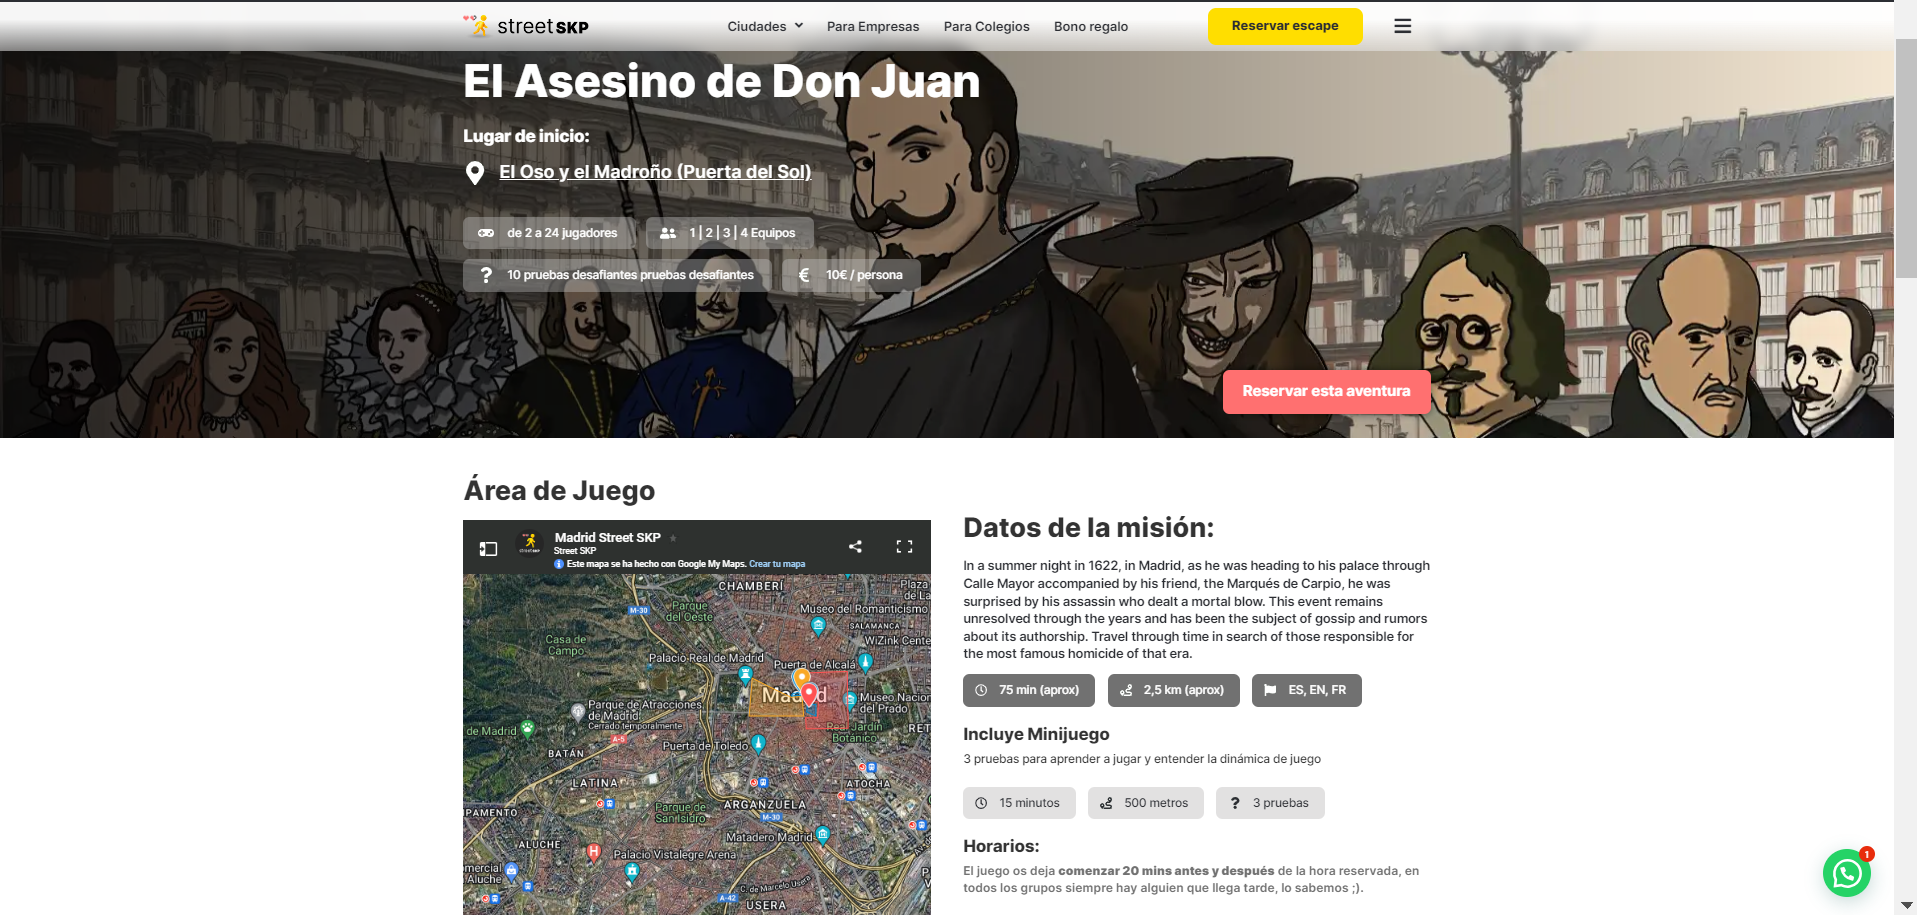 streetSKP
Ciudades
Para Empresas
Para Colegios
Bono regalo
Reservar escape
El Asesino de Don Juan
Lugar de inicio:
El Oso y el Madroño (Puerta del Sol)
de 2 a 24 jugadores
1 | 2 | 3 | 4 Equipos
10 pruebas desafiantes pruebas desafiantes
10€ / persona
Reservar esta aventura
Área de Juego
Madrid Street SKP
Street SKP
Este mapa se ha hecho con Google My Maps. Crear tu mapa
CHAMBERÍ
Plaza
de La
M-30
Parque
del Oeste
Museo del Romanticismo
SALAMANCA
WiZink Cente
Casa de
Campo
Palacio Real de Madrid
Puerta de Alcalá
Madrid
Museo Nacion
del Prado
Parque de Atracciones
de Madrid
Cerrado temporalmente
Real Jardín
Botánico
RET
de Madrid
A-5
Puerta de Toledo
BATÁN
LATINA
ATOCHA
Parque de
San Isidro
ARGANZUELA
M-30
IPAMENTO
Matadero Madrid
ALUCHE
Palacio Vistalegre Arena
mercial
Aluche
C. de Marcelo Usera
A-42
USERA
Datos de la misión:
In a summer night in 1622, in Madrid, as he was heading to his palace through
Calle Mayor accompanied by his friend, the Marqués de Carpio, he was
surprised by his assassin who dealt a mortal blow. This event remains
unresolved through the years and has been the subject of gossip and rumors
about its authorship. Travel through time in search of those responsible for
the most famous homicide of that era.
75 min (aprox)
2,5 km (aprox)
ES, EN, FR
Incluye Minijuego
3 pruebas para aprender a jugar y entender la dinámica de juego
15 minutos
500 metros
3 pruebas
Horarios:
El juego os deja comenzar 20 mins antes y después de la hora reservada, en
todos los grupos siempre hay alguien que llega tarde, lo sabemos ;).
1